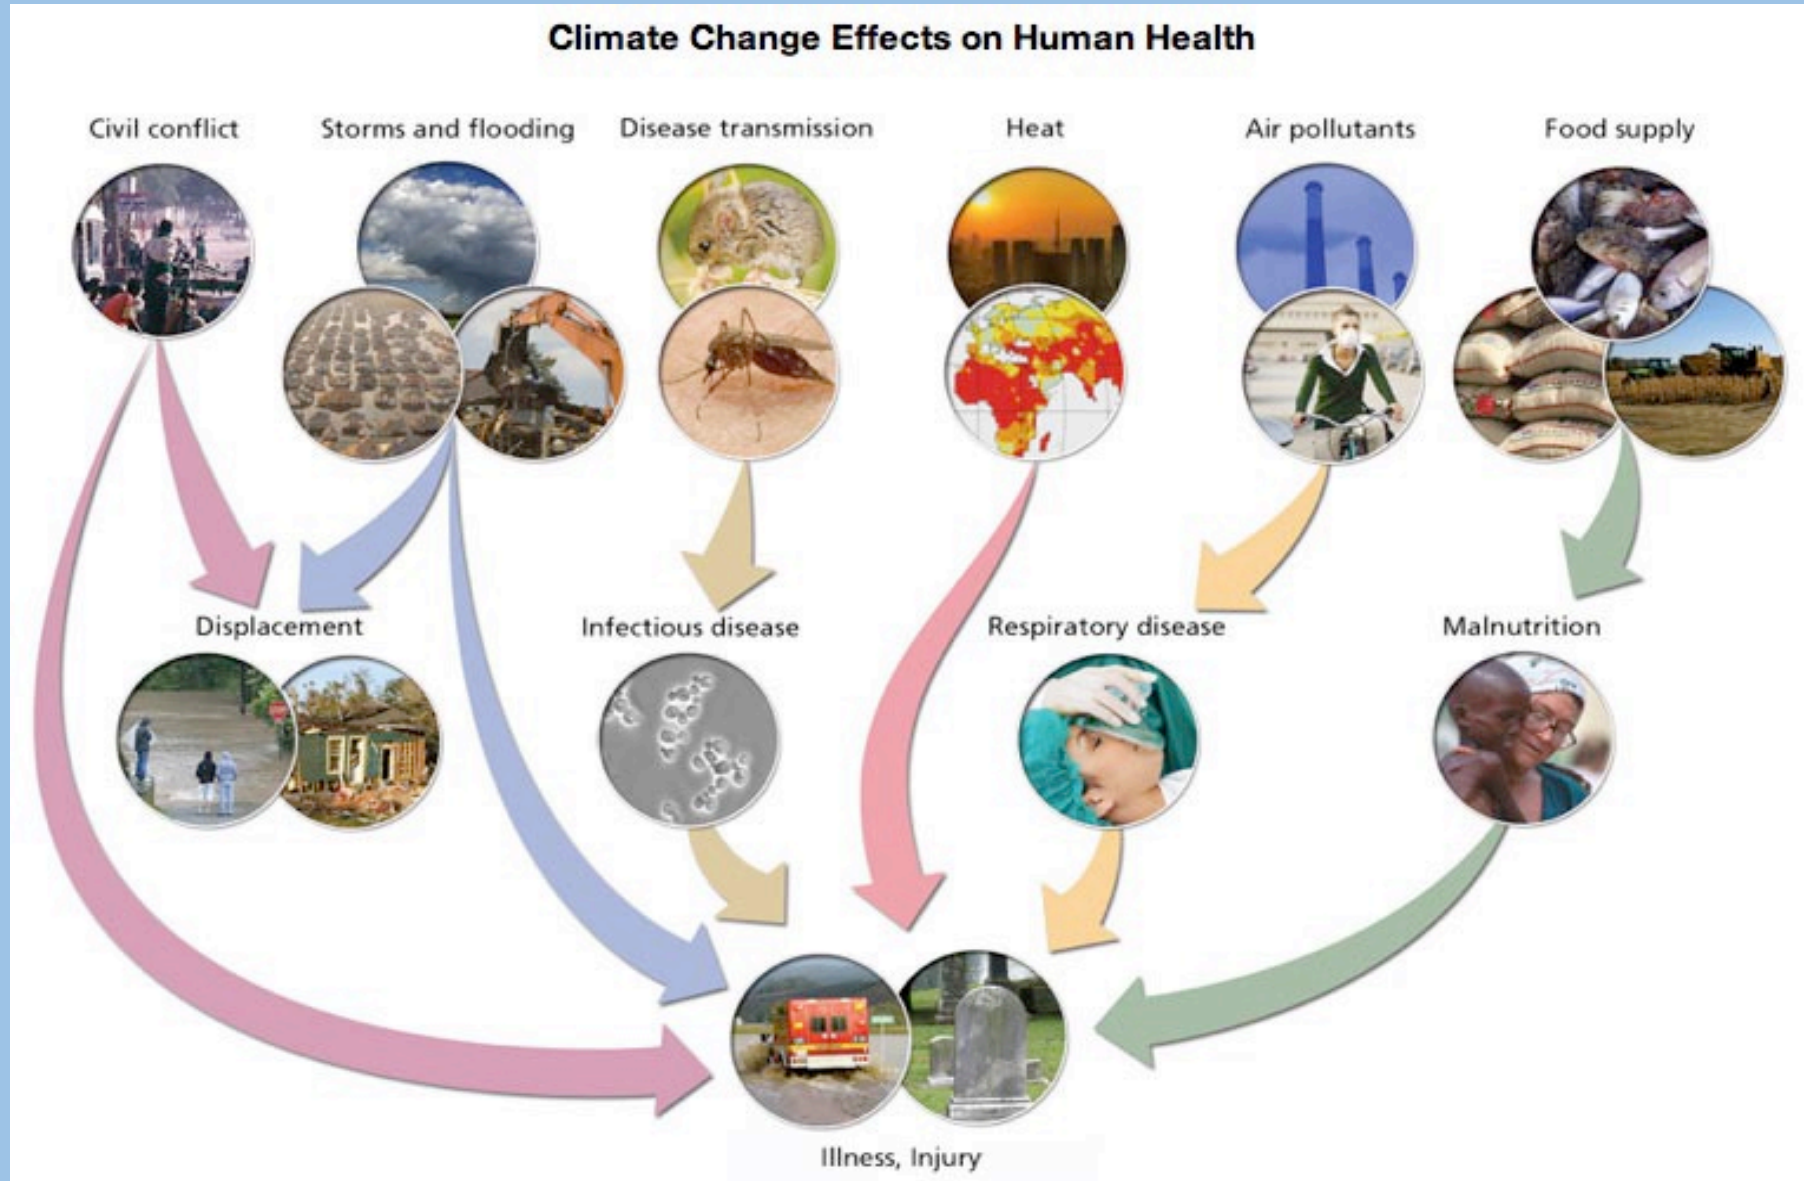 Climate Change Effects on Human Health
Civil conflict
Storms and flooding
Disease transmission
Heat
Air pollutants
Food supply
Displacement
Infectious disease
Respiratory disease
Malnutrition
Illness, Injury